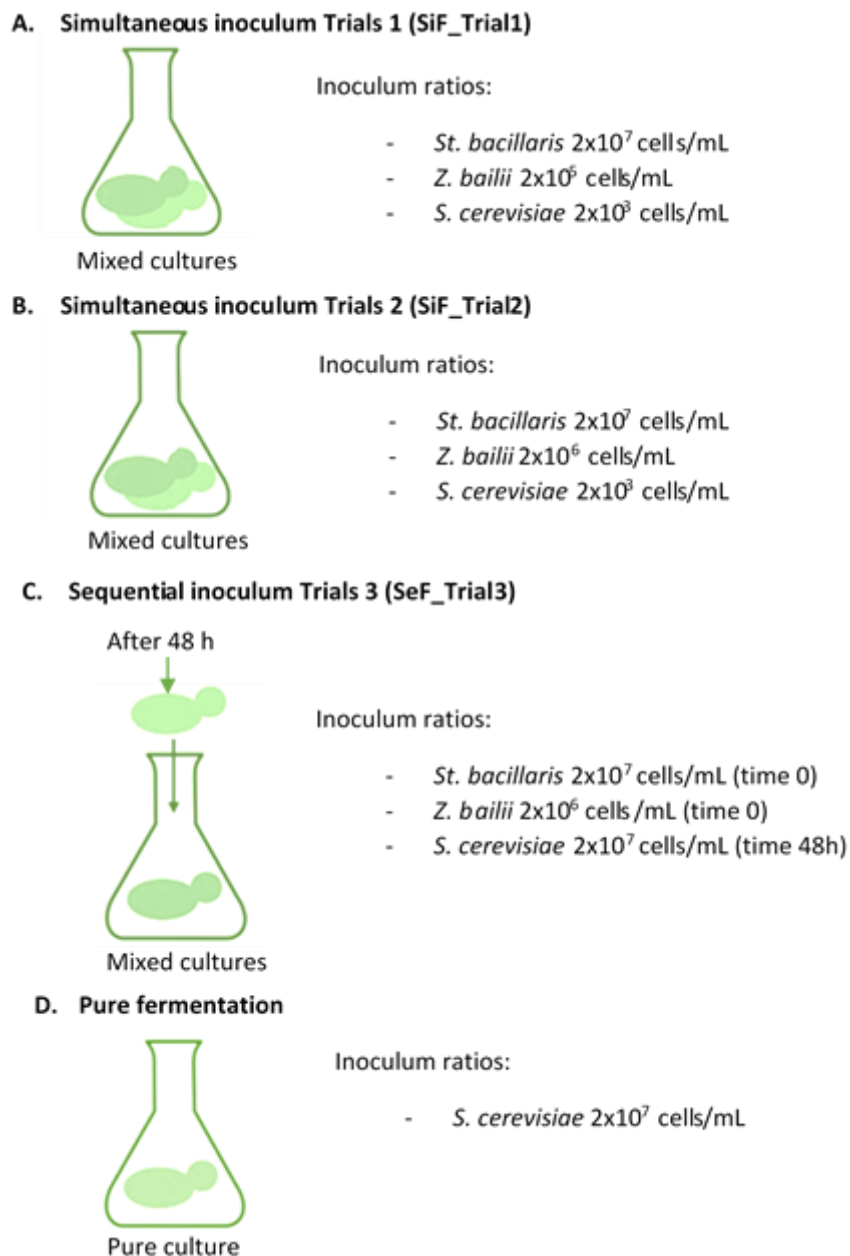 A. Simultaneous inoculum Trials 1 (SiF_Trial1)
Inoculum ratios:
- St. bacillaris 2x10⁷ cells/mL
- Z. bailii 2x10⁵ cells/mL
- S. cerevisiae 2x10³ cells/mL
Mixed cultures
B. Simultaneous inoculum Trials 2 (SiF_Trial2)
Inoculum ratios:
- St. bacillaris 2x10⁷ cells/mL
- Z. bailii 2x10⁶ cells/mL
- S. cerevisiae 2x10³ cells/mL
Mixed cultures
C. Sequential inoculum Trials 3 (SeF_Trial3)
After 48 h
Inoculum ratios:
- St. bacillaris 2x10⁷ cells/mL (time 0)
- Z. bailii 2x10⁶ cells/mL (time 0)
- S. cerevisiae 2x10⁷ cells/mL (time 48h)
Mixed cultures
D. Pure fermentation
Inoculum ratios:
- S. cerevisiae 2x10⁷ cells/mL
Pure culture